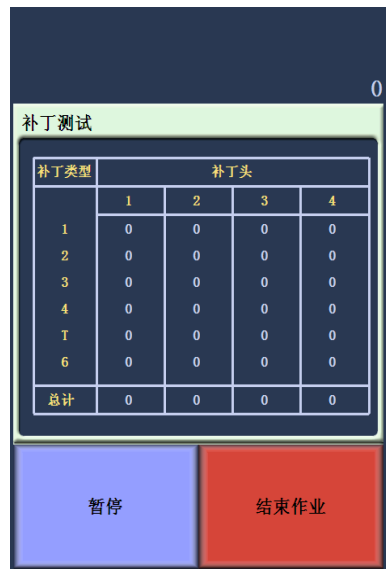 0
补丁测试
补丁类型 补丁头
1 2 3 4
1 0 0 0 0
2 0 0 0 0
3 0 0 0 0
4 0 0 0 0
T 0 0 0 0
6 0 0 0 0
总计 0 0 0 0
暂停 结束作业